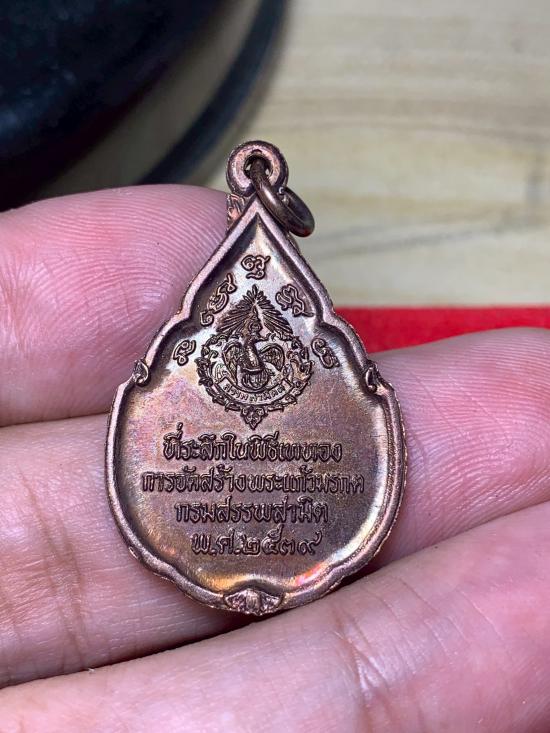 ที่ระลึกในพิธีเททอง
การจัดสร้างพระแก้วมรกต
กรมสรรพสามิต
พ.ศ.๒๕๓๙